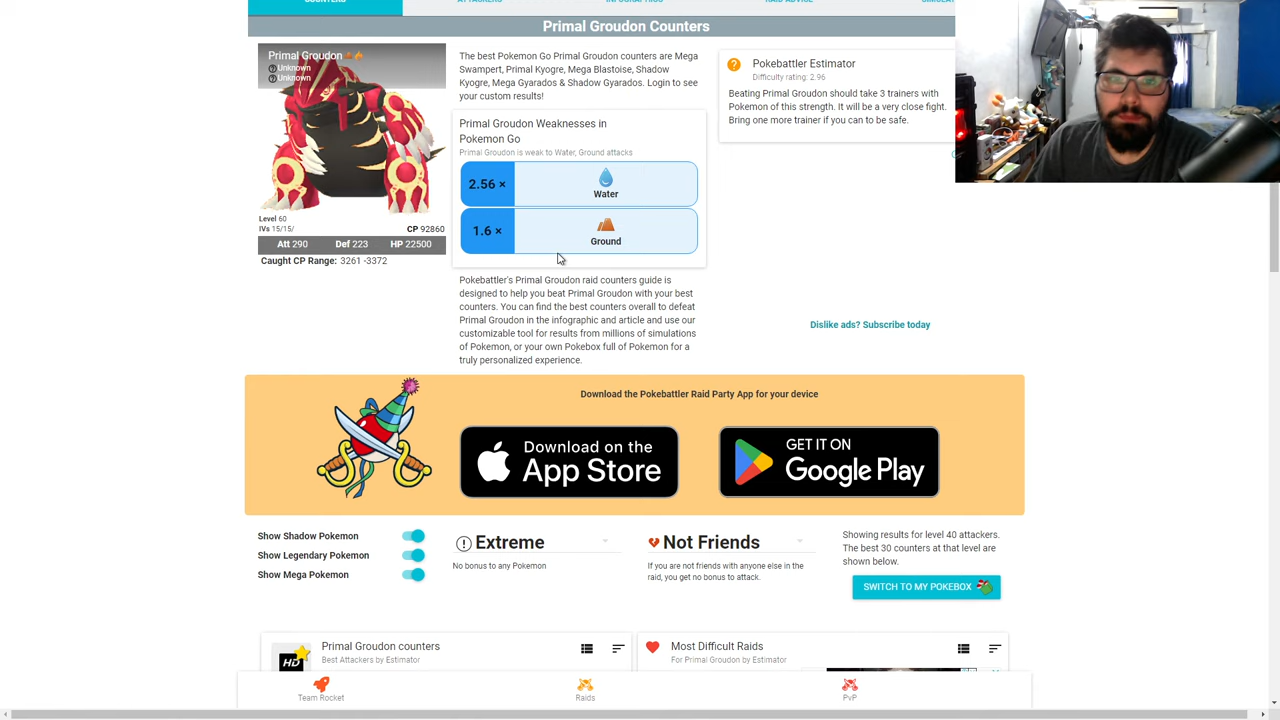 COUNTERS
ATTACKERS
INFOGRAPHICS
RAID ADVICE
Primal Groudon Counters
Primal Groudon
Unknown
Unknown
Level 60
IVs 15/15/
CP 92860
Att 290 Def 223 HP 22500
Caught CP Range: 3261 -3372
The best Pokemon Go Primal Groudon counters are Mega
Swampert, Primal Kyogre, Mega Blastoise, Shadow
Kyogre, Mega Gyarados & Shadow Gyarados. Login to see
your custom results!
Primal Groudon Weaknesses in
Pokemon Go
Primal Groudon is weak to Water, Ground attacks
2.56 ×
Water
1.6 ×
Ground
Pokebattler's Primal Groudon raid counters guide is
designed to help you beat Primal Groudon with your best
counters. You can find the best counters overall to defeat
Primal Groudon in the infographic and article and use our
customizable tool for results from millions of simulations
of Pokemon, or your own Pokebox full of Pokemon for a
truly personalized experience.
Pokebattler Estimator
Difficulty rating: 2.96
Beating Primal Groudon should take 3 trainers with
Pokemon of this strength. It will be a very close fight.
Bring one more trainer if you can to be safe.
Dislike ads? Subscribe today
Download the Pokebattler Raid Party App for your device
Download on the
App Store
GET IT ON
Google Play
Show Shadow Pokemon
Show Legendary Pokemon
Show Mega Pokemon
Extreme
No bonus to any Pokemon
Not Friends
If you are not friends with anyone else in the
raid, you get no bonus to attack.
Showing results for level 40 attackers.
The best 30 counters at that level are
shown below.
SWITCH TO MY POKEBOX
HD
Primal Groudon counters
Best Attackers by Estimator
Most Difficult Raids
For Primal Groudon by Estimator
Team Rocket
Raids
PvP